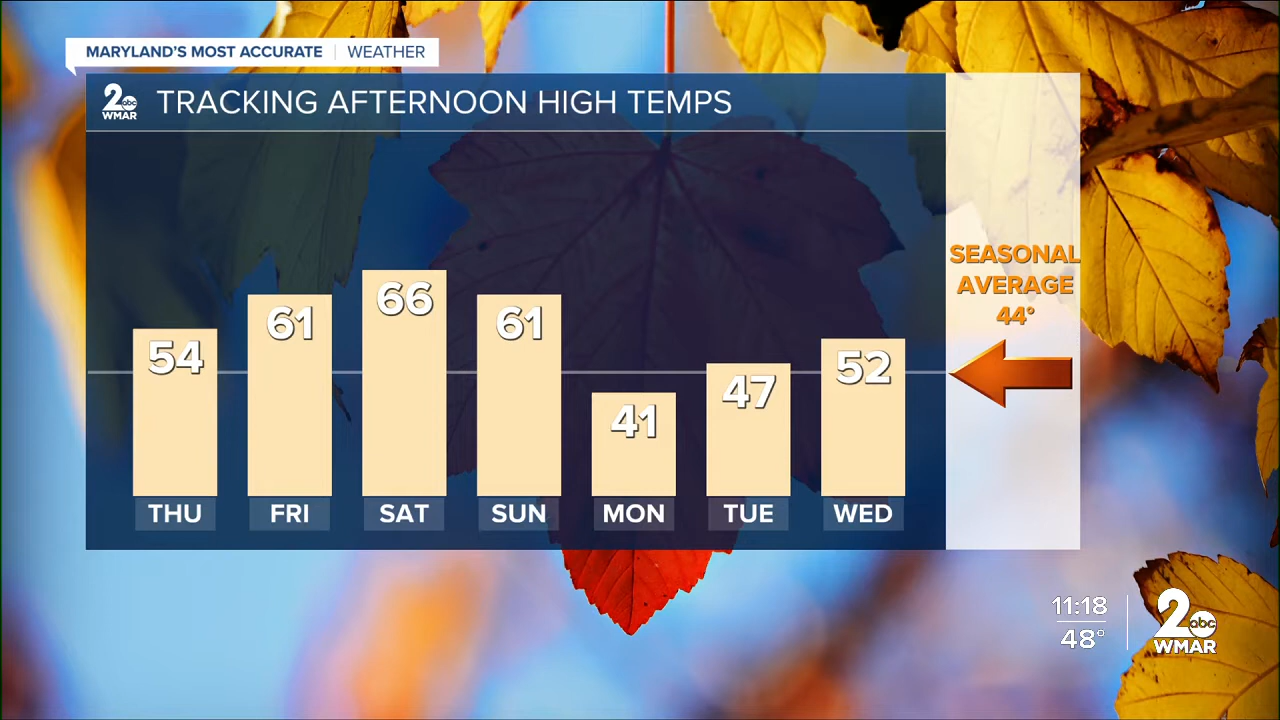 MARYLAND'S MOST ACCURATE | WEATHER
2 abc
WMAR
TRACKING AFTERNOON HIGH TEMPS
SEASONAL
AVERAGE
44°
54 61 66 61 41 47 52
THU FRI SAT SUN MON TUE WED
11:18
48°
2 abc
WMAR